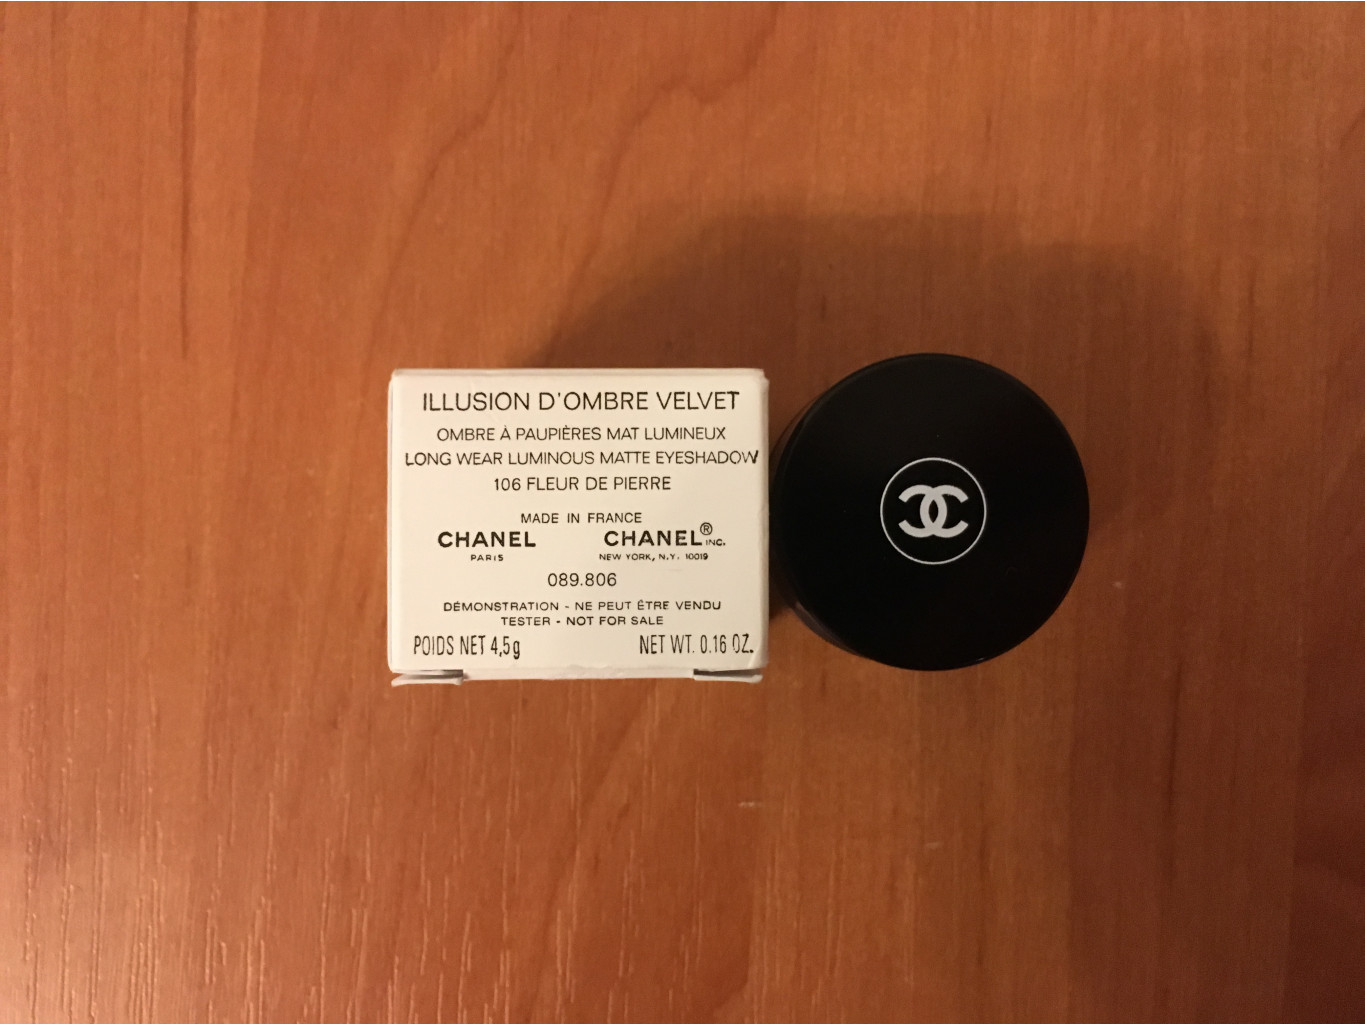 ILLUSION D'OMBRE VELVET
OMBRE À PAUPIÈRES MAT LUMINEUX
LONG WEAR LUMINOUS MATTE EYESHADOW
106 FLEUR DE PIERRE
MADE IN FRANCE
CHANEL CHANEL® INC.
PARIS NEW YORK, N.Y. 10019
089.806
DÉMONSTRATION - NE PEUT ÊTRE VENDU
TESTER - NOT FOR SALE
POIDS NET 4,5g NET WT. 0.16 OZ.